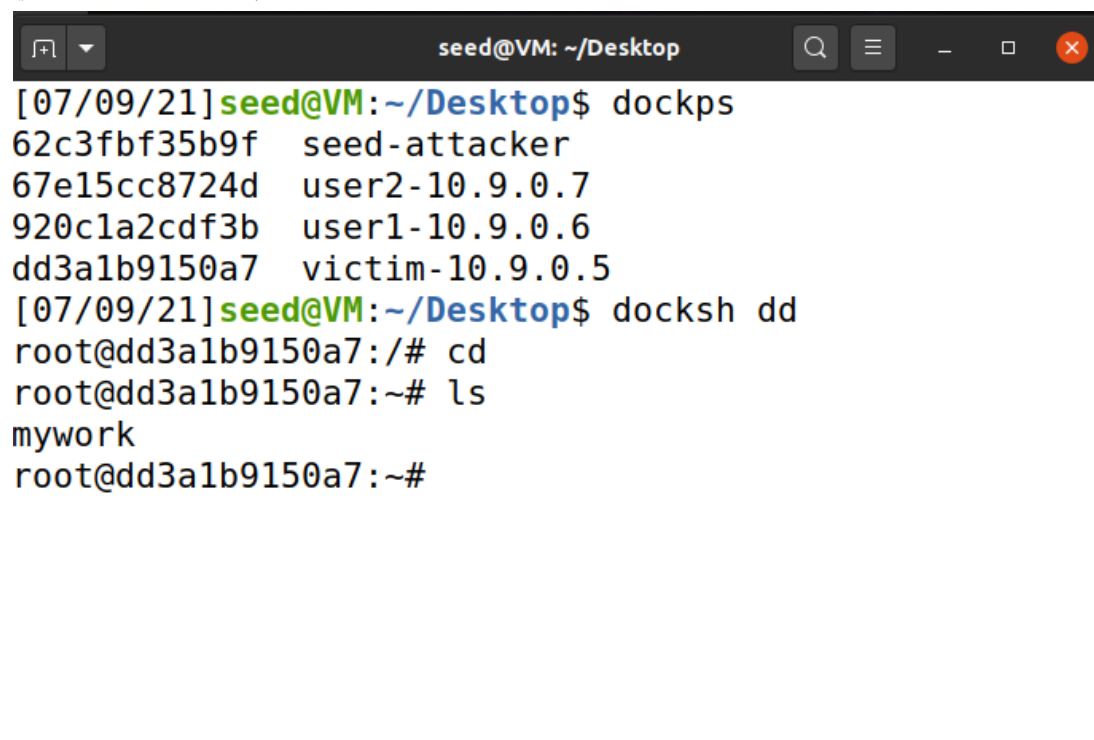 seed@VM: ~/Desktop
[07/09/21]seed@VM:~/Desktop$ dockps
62c3fbf35b9f  seed-attacker
67e15cc8724d  user2-10.9.0.7
920c1a2cdf3b  user1-10.9.0.6
dd3a1b9150a7  victim-10.9.0.5
[07/09/21]seed@VM:~/Desktop$ docksh dd
root@dd3a1b9150a7:/# cd
root@dd3a1b9150a7:~# ls
mywork
root@dd3a1b9150a7:~#